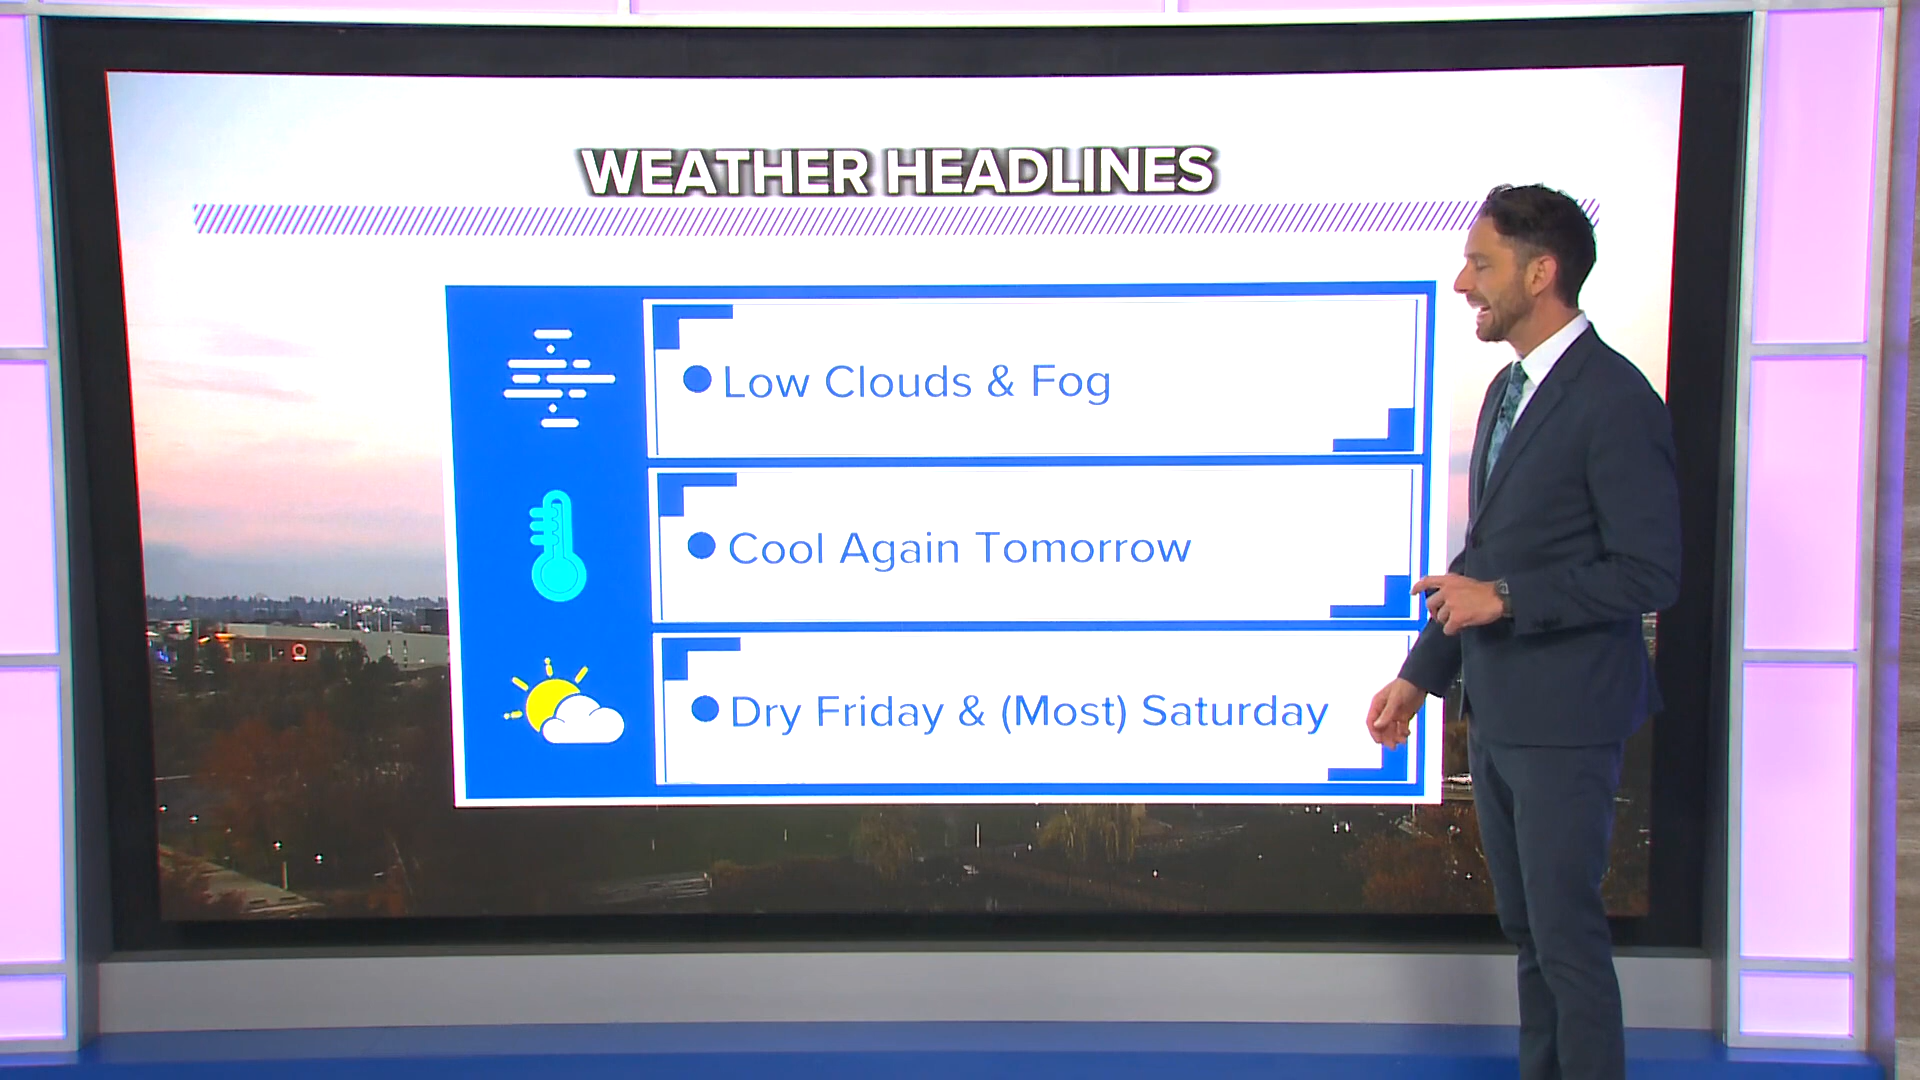 WEATHER HEADLINES
• Low Clouds & Fog
• Cool Again Tomorrow
• Dry Friday & (Most) Saturday